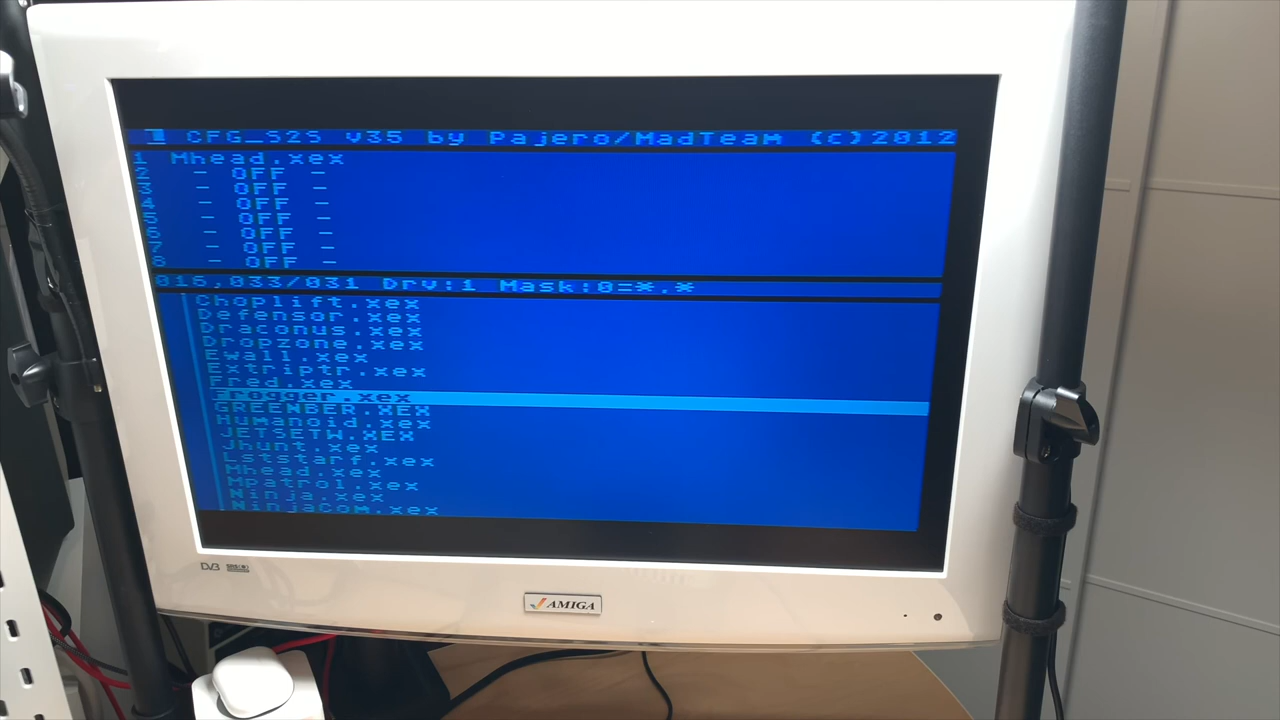 1 CFG_S2S v35 by Pajero/MadTeam (c)2012
1 Mhead.xex
2 - OFF -
3 - OFF -
4 - OFF -
5 - OFF -
6 - OFF -
7 - OFF -
8 - OFF -
016,033/031 Drv:1 Mask:0=*.*
Choplift.xex
Defensor.xex
Draconus.xex
Dropzone.xex
Ewall.xex
Extriptr.xex
Fred.xex
Frogger.xex
GREENBER.XEX
Humanoid.xex
JETSETW.XEX
Jhunt.xex
Lststarf.xex
Mhead.xex
Mpatrol.xex
Ninja.xex
NinjaCom.xex
DVB
AMIGA